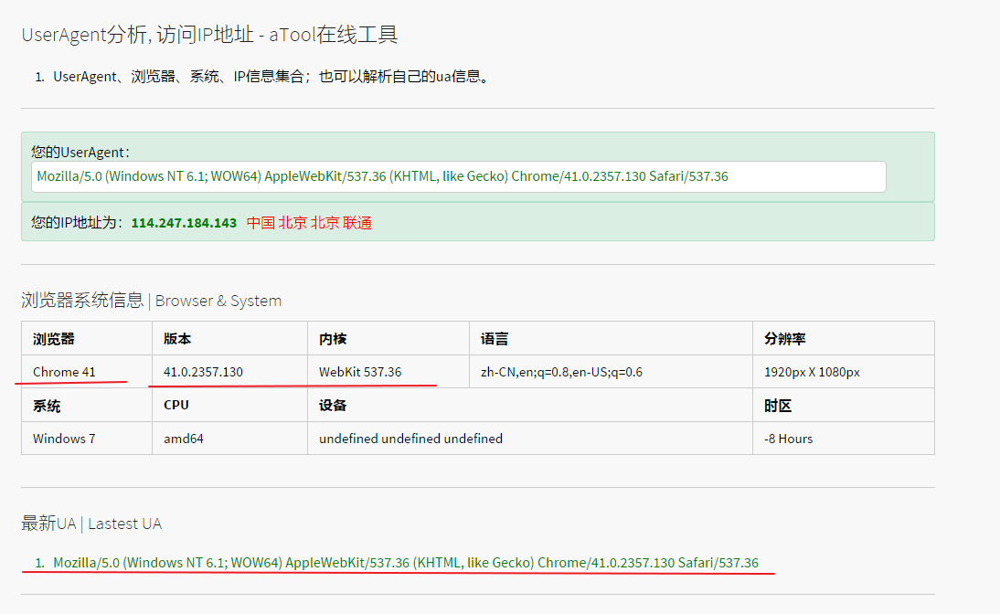 UserAgent分析, 访问IP地址 - aTool在线工具
1. UserAgent、浏览器、系统、IP信息集合；也可以解析自己的ua信息。
您的UserAgent：
Mozilla/5.0 (Windows NT 6.1; WOW64) AppleWebKit/537.36 (KHTML, like Gecko) Chrome/41.0.2357.130 Safari/537.36
您的IP地址为：114.247.184.143 中国 北京 北京 联通
浏览器系统信息 | Browser & System
浏览器 版本 内核 语言 分辨率
Chrome 41 41.0.2357.130 WebKit 537.36 zh-CN,en;q=0.8,en-US;q=0.6 1920px X 1080px
系统 CPU 设备 时区
Windows 7 amd64 undefined undefined undefined -8 Hours
最新UA | Lastest UA
1. Mozilla/5.0 (Windows NT 6.1; WOW64) AppleWebKit/537.36 (KHTML, like Gecko) Chrome/41.0.2357.130 Safari/537.36